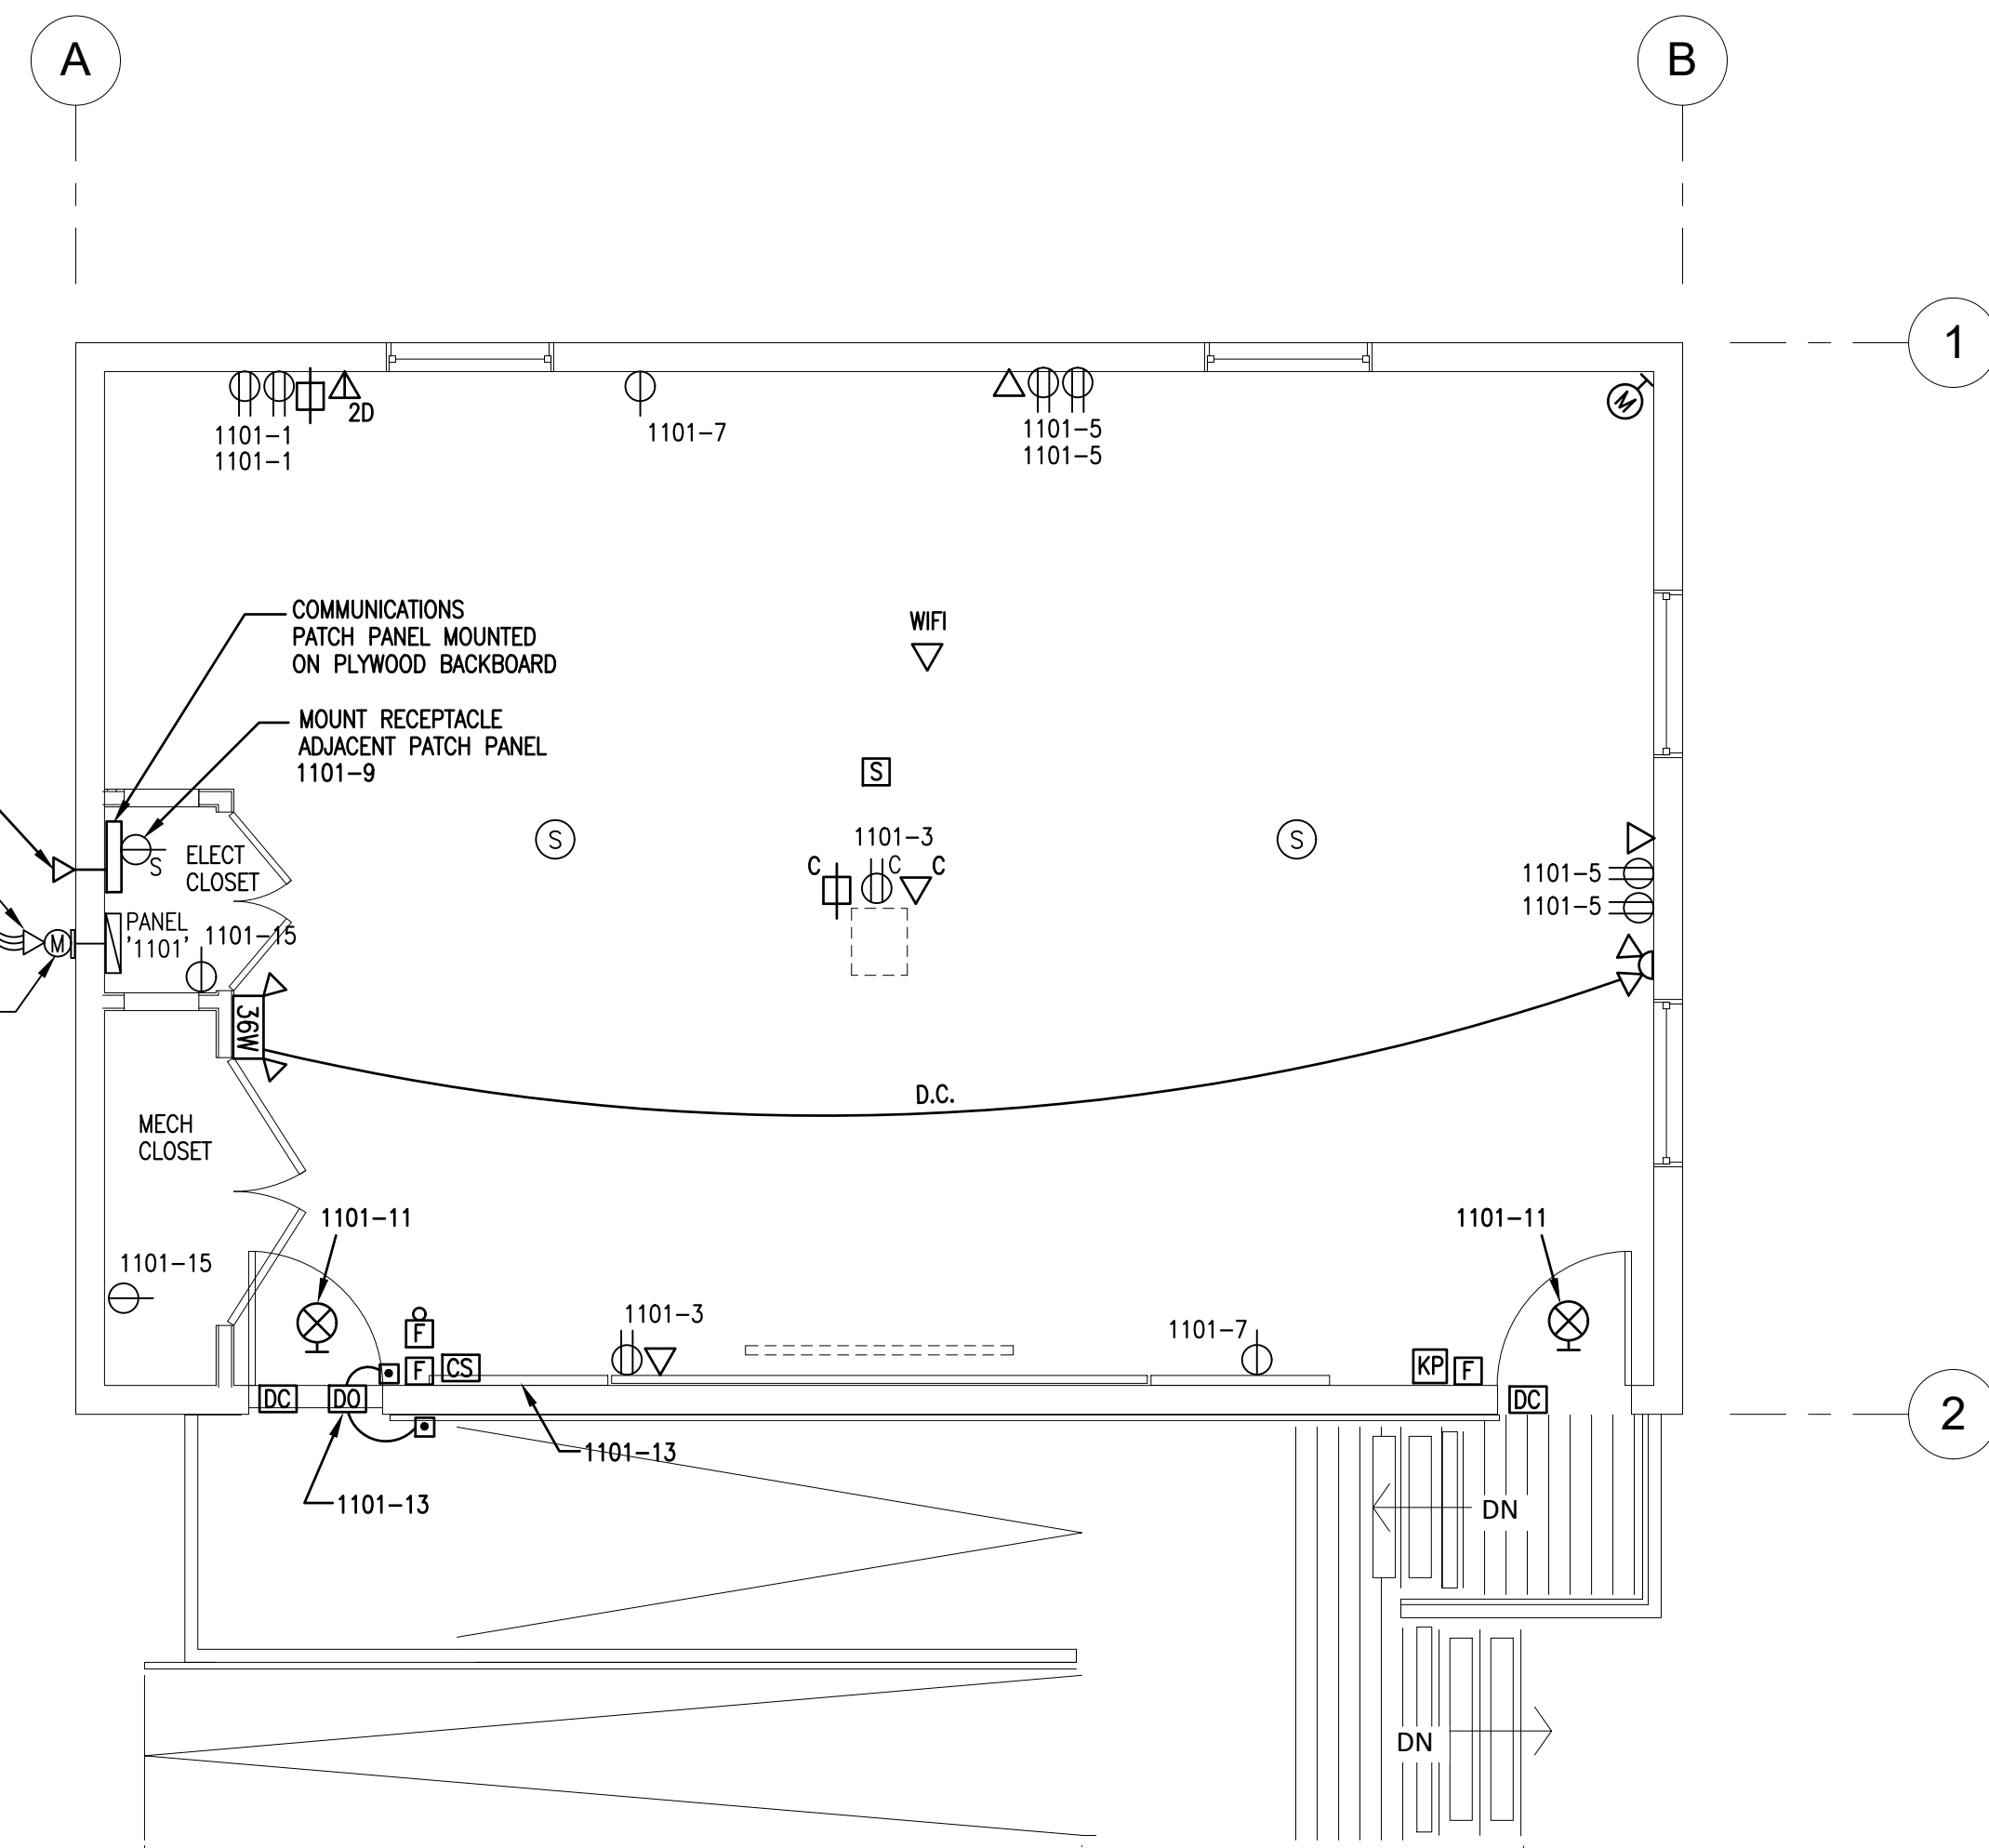 A
B
1
2D
1101-1
1101-1
1101-7
1101-5
1101-5
M
COMMUNICATIONS
PATCH PANEL MOUNTED
ON PLYWOOD BACKBOARD
WIFI
MOUNT RECEPTACLE
ADJACENT PATCH PANEL
1101-9
S
S
S
1101-3
C
C
C
S
ELECT
CLOSET
1101-5
1101-5
PANEL
'1101'
1101-15
M
36W
D.C.
MECH
CLOSET
1101-11
1101-11
1101-15
F
1101-3
1101-7
F
CS
KP
F
DC
DO
DC
2
1101-13
1101-13
DN
DN